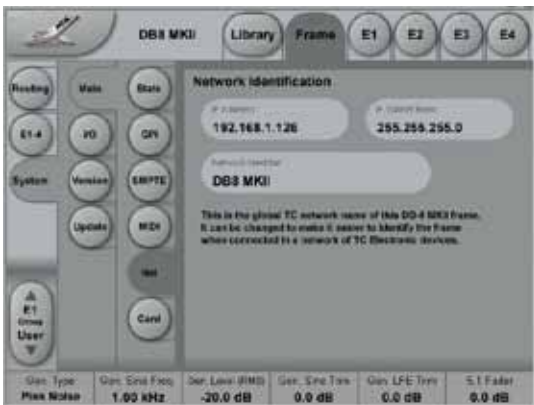 DB8 MKII
Library
Frame
E1
E2
E3
E4
Routing
Main
State
Network Identification
IP Address
192.168.1.126
255.255.255.0
E1-4
I/O
GPI
System
Version
SMPTE
DB8 MKII
Update
MIDI
This is the global TC network name of this DB-8 MKII frame.
It can be changed to make it easier to identify the frame
when connected in a network of TC Electronic devices.
Net
Card
E1
Group
User
Gen. Type
Gen. Sine Freq
Gen. Level (RMS)
Gen. Sine Trim
Gen. LFE Trim
5.1 Fader
Pink Noise
1.00 kHz
-20.0 dB
0.0 dB
0.0 dB
0.0 dB